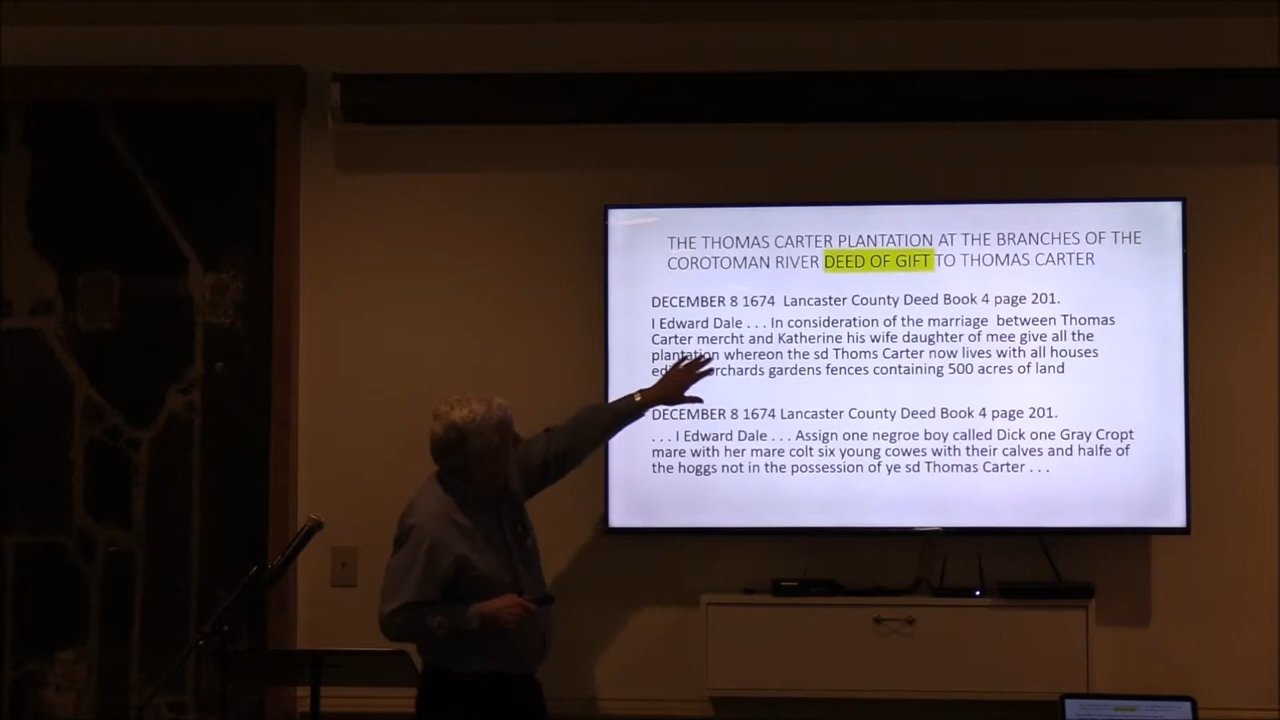 THE THOMAS CARTER PLANTATION AT THE BRANCHES OF THE
COROTOMAN RIVER DEED OF GIFT TO THOMAS CARTER
DECEMBER 8 1674 Lancaster County Deed Book 4 page 201.
I Edward Dale . . . In consideration of the marriage between Thomas
Carter mercht and Katherine his wife daughter of mee give all the
plantation whereon the sd Thoms Carter now lives with all houses
orchards gardens fences containing 500 acres of land
DECEMBER 8 1674 Lancaster County Deed Book 4 page 201.
. . . I Edward Dale . . . Assign one negroe boy called Dick one Gray Cropt
mare with her mare colt six young cowes with their calves and halfe of
the hoggs not in the possession of ye sd Thomas Carter . . .